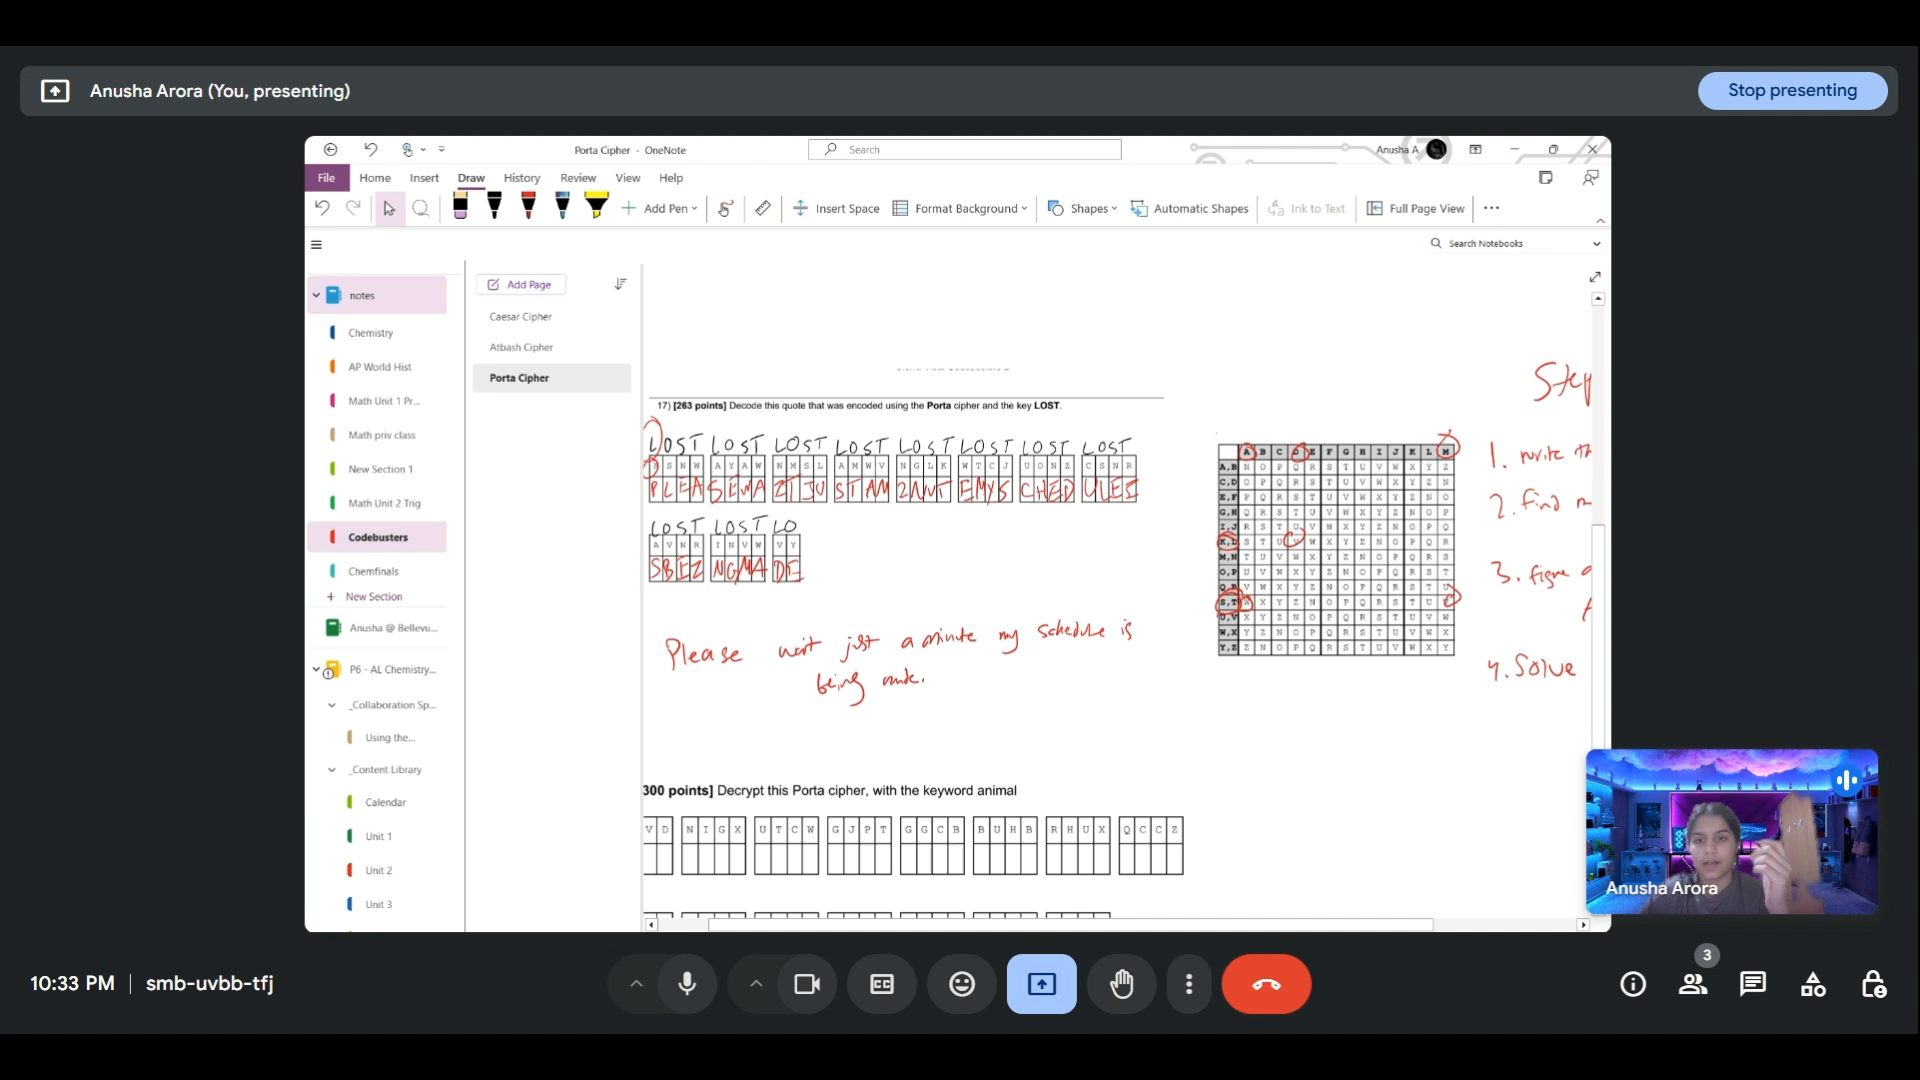 Anusha Arora (You, presenting)
Stop presenting
Porta Cipher - OneNote
Search
Anusha A
File Home Insert Draw History Review View Help
Add Pen
Insert Space
Format Background
Shapes
Automatic Shapes
Ink to Text
Full Page View
Search Notebooks
notes
Chemistry
AP World Hist
Math Unit 1 Pr...
Math priv class
New Section 1
Math Unit 2 Trig
Codebusters
Chemfinals
New Section
Anusha @ Bellevu...
P6 - AL Chemistry...
_Collaboration Sp...
Using the...
_Content Library
Calendar
Unit 1
Unit 2
Unit 3
Add Page
Caesar Cipher
Atbash Cipher
Porta Cipher
17) [263 points] Decode this quote that was encoded using the Porta cipher and the key LOST.
LOST LOST LOST LOST LOST LOST LOST LOST
S N W A Y A W N M S L A M W V N G L K W T C J U O N Z C S N R
LOST LOST LO
A V N R I N V W V Y
Please wait just a minute my schedule is
being made.
A B C D E F G H I J K L M
A,B N O P Q R S T U V W X Y Z
C,D O P Q R S T U V W X Y Z N
E,F P Q R S T U V W X Y Z N O
G,H Q R S T U V W X Y Z N O P
I,J R S T U V W X Y Z N O P Q
K,L S T U V W X Y Z N O P Q R
M,N T U V W X Y Z N O P Q R S
O,P U V W X Y Z N O P Q R S T
Q,R V W X Y Z N O P Q R S T U
S,T W X Y Z N O P Q R S T U V
U,V X Y Z N O P Q R S T U V W
W,X Y Z N O P Q R S T U V W X
Y,Z Z N O P Q R S T U V W X Y
Step
1. write th
2. find
3. figure
4. Solve
300 points] Decrypt this Porta cipher, with the keyword animal
V D N I G X U T C W G J P T G G C B B U H B R H U X Q C C Z
Anusha Arora
10:33 PM | smb-uvbb-tfj
3